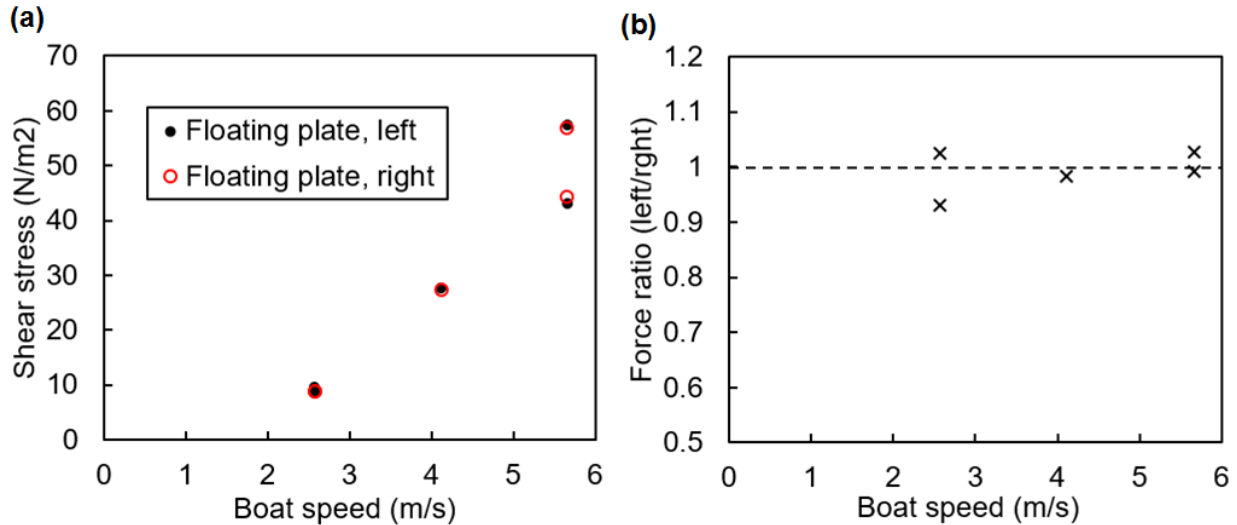 (a)
Shear stress (N/m2)
70
60
50
40
30
20
10
0
Floating plate, left
Floating plate, right
0 1 2 3 4 5 6
Boat speed (m/s)
(b)
Force ratio (left/rght)
1.2
1.1
1
0.9
0.8
0.7
0.6
0.5
0 1 2 3 4 5 6
Boat speed (m/s)